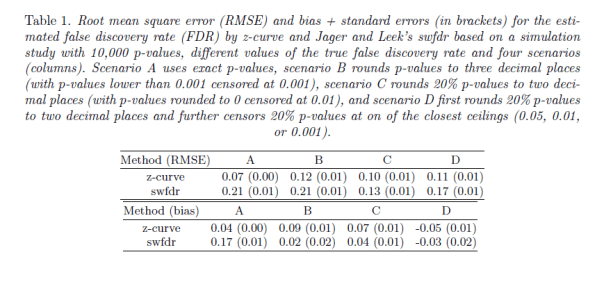 Table 1. Root mean square error (RMSE) and bias + standard errors (in brackets) for the esti-
mated false discovery rate (FDR) by z-curve and Jager and Leek's swfdr based on a simulation
study with 10,000 p-values, different values of the true false discovery rate and four scenarios
(columns). Scenario A uses exact p-values, scenario B rounds p-values to three decimal places
(with p-values lower than 0.001 censored at 0.001), scenario C rounds 20% p-values to two deci-
mal places (with p-values rounded to 0 censored at 0.01), and scenario D first rounds 20% p-values
to two decimal places and further censors 20% p-values at on of the closest ceilings (0.05, 0.01,
or 0.001).
Method (RMSE) A B C D
z-curve 0.07 (0.00) 0.12 (0.01) 0.10 (0.01) 0.11 (0.01)
swfdr 0.21 (0.01) 0.21 (0.01) 0.13 (0.01) 0.17 (0.01)
Method (bias) A B C D
z-curve 0.04 (0.00) 0.09 (0.01) 0.07 (0.01) -0.05 (0.01)
swfdr 0.17 (0.01) 0.02 (0.02) 0.04 (0.01) -0.03 (0.02)